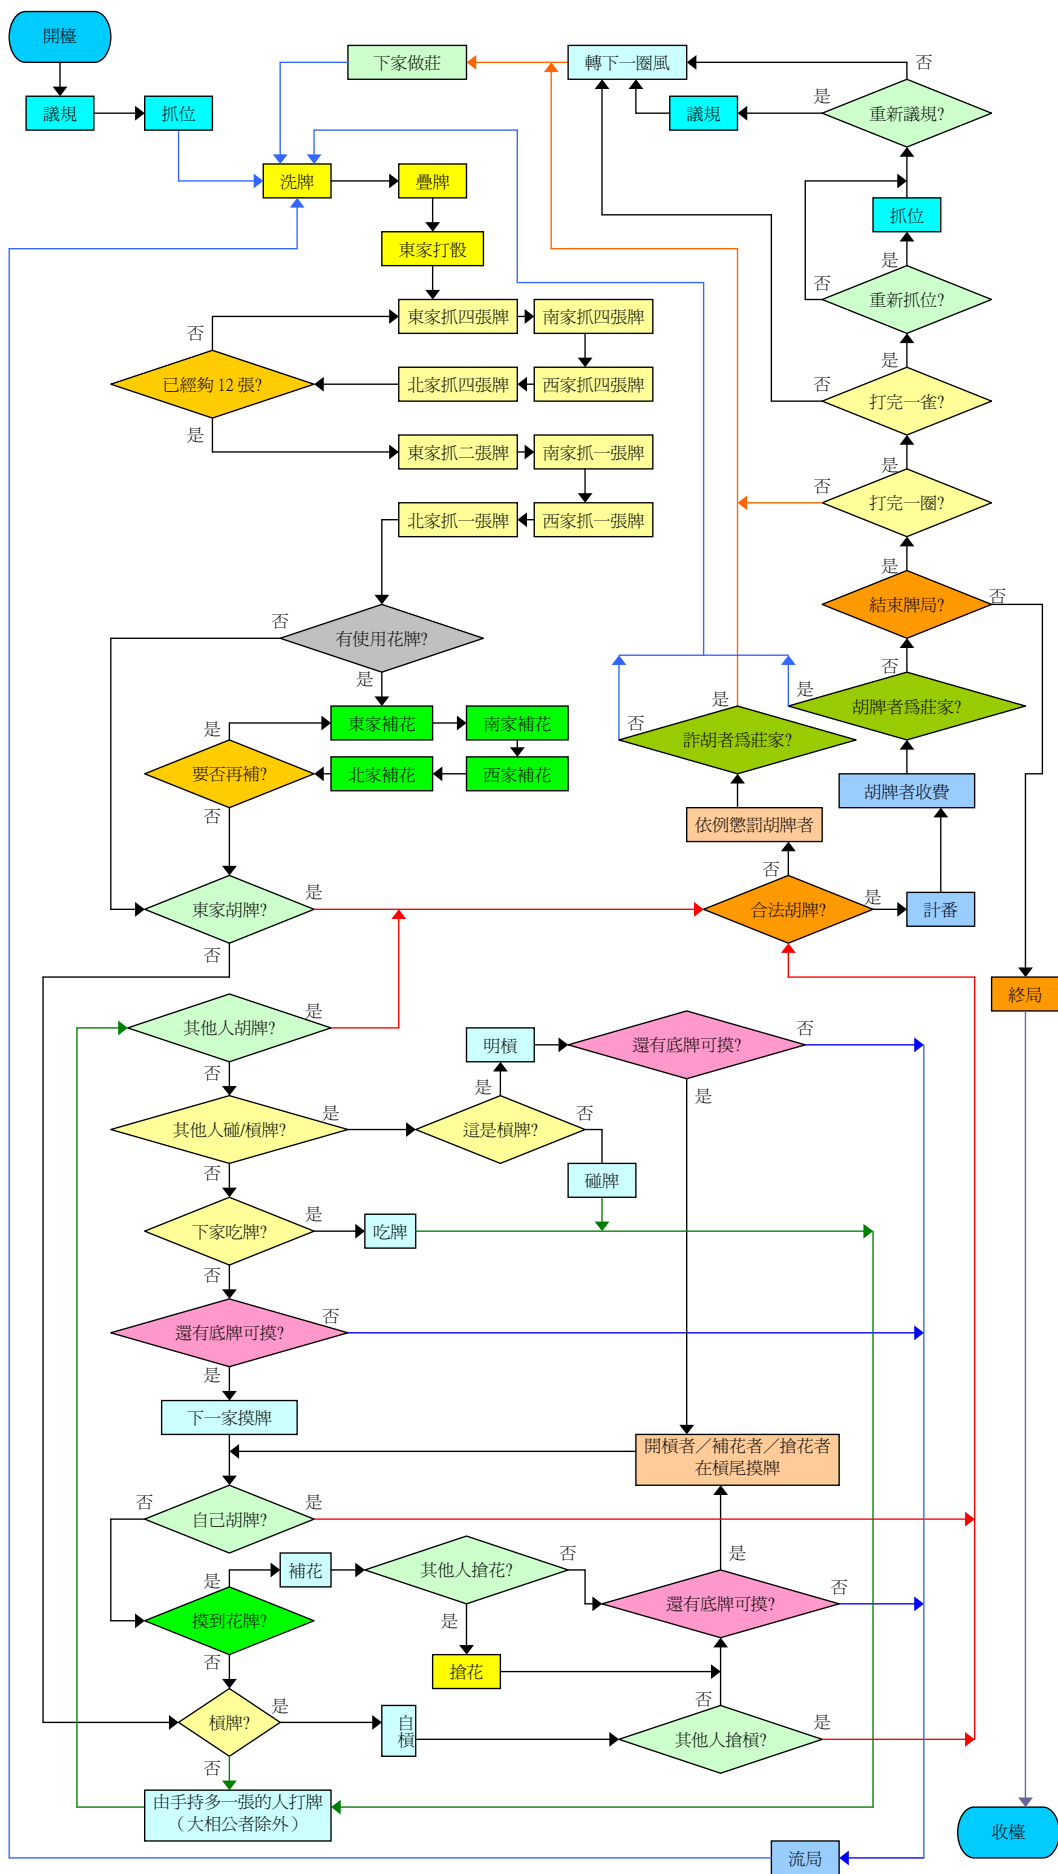 開檯
議規
抓位
下家做莊
轉下一圈風
議規
是
重新議規?
否
洗牌
疊牌
東家打骰
東家抓四張牌
南家抓四張牌
西家抓四張牌
北家抓四張牌
已經夠 12 張?
否
是
東家抓二張牌
南家抓一張牌
西家抓一張牌
北家抓一張牌
抓位
是
重新抓位?
否
是
打完一雀?
否
是
打完一圈?
否
是
結束牌局?
否
否
胡牌者為莊家?
是
是
詐胡者為莊家?
否
胡牌者收費
依例懲罰胡牌者
否
合法胡牌?
是
計番
終局
否
有使用花牌?
是
東家補花
南家補花
西家補花
北家補花
是
要否再補?
否
東家胡牌?
是
否
其他人胡牌?
是
否
其他人碰/槓牌?
是
這是槓牌?
是
否
明槓
還有底牌可摸?
否
是
碰牌
否
下家吃牌?
是
吃牌
否
還有底牌可摸?
否
是
下一家摸牌
開槓者／補花者／搶花者
在槓尾摸牌
自己胡牌?
否
是
摸到花牌?
是
否
補花
其他人搶花?
否
是
搶花
還有底牌可摸?
是
否
槓牌?
是
否
自
槓
其他人搶槓?
否
是
由手持多一張的人打牌
（大相公者除外）
流局
收檯